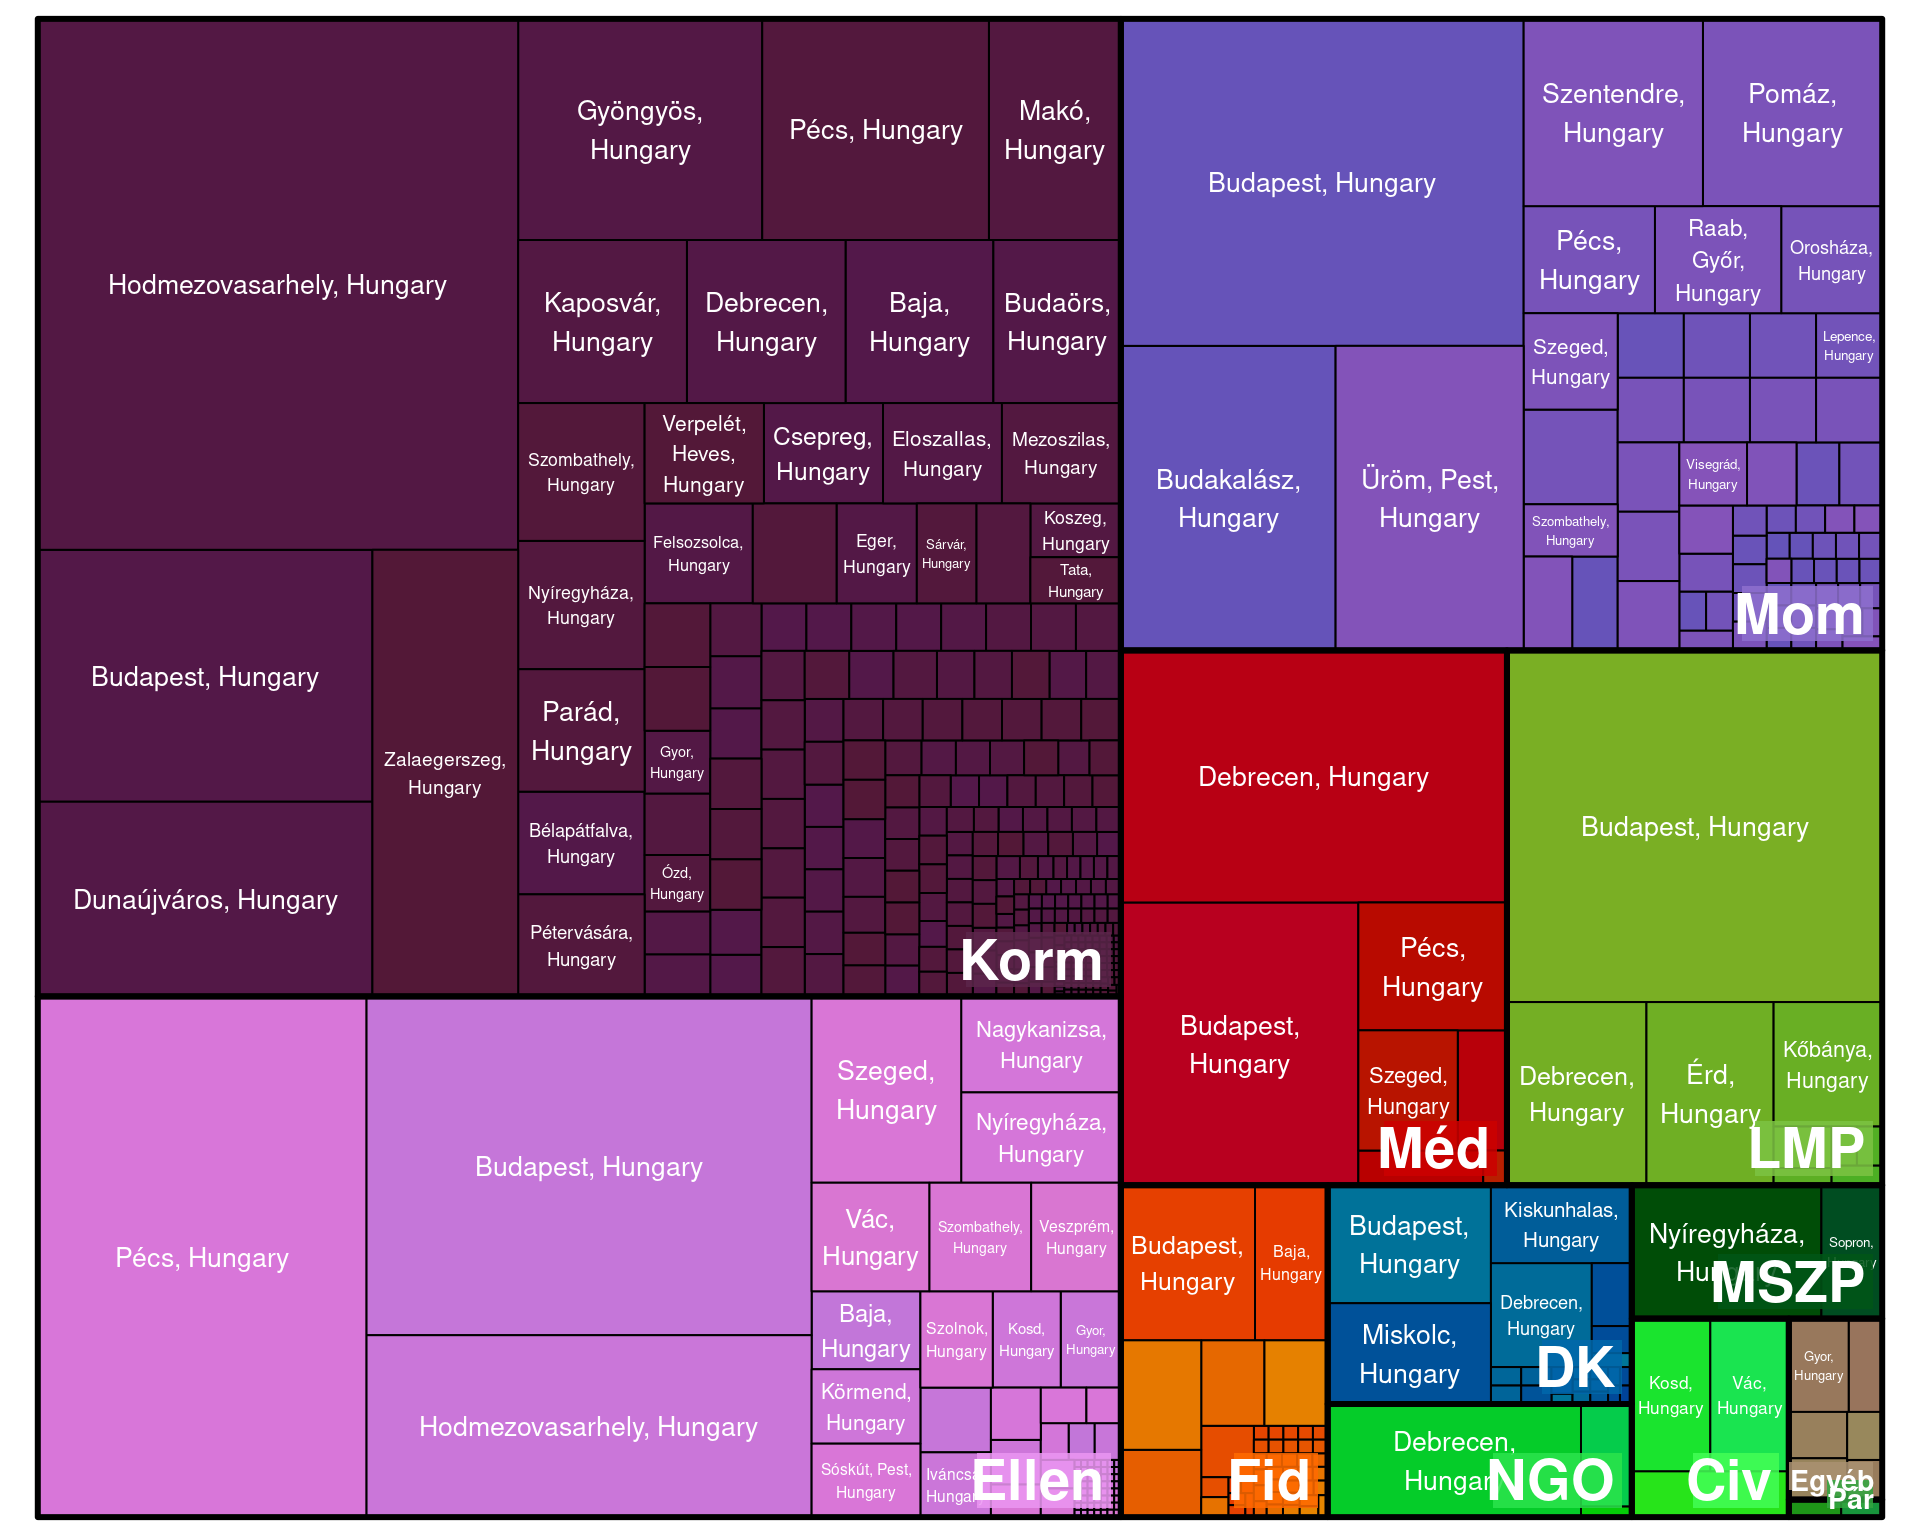 Hodmezovasarhely, Hungary
Gyöngyös,
Hungary
Pécs, Hungary
Makó,
Hungary
Kaposvár,
Hungary
Debrecen,
Hungary
Baja,
Hungary
Budaörs,
Hungary
Szombathely,
Hungary
Verpelét,
Heves,
Hungary
Csepreg,
Hungary
Eloszallas,
Hungary
Mezoszilas,
Hungary
Felsozsolca,
Hungary
Eger,
Hungary
Sárvár,
Hungary
Koszeg,
Hungary
Tata,
Hungary
Budapest, Hungary
Zalaegerszeg,
Hungary
Dunaújváros, Hungary
Nyíregyháza,
Hungary
Parád,
Hungary
Gyor,
Hungary
Bélapátfalva,
Hungary
Ózd,
Hungary
Pétervására,
Hungary
Korm
Budapest, Hungary
Szentendre,
Hungary
Pomáz,
Hungary
Pécs,
Hungary
Raab,
Győr,
Hungary
Orosháza,
Hungary
Szeged,
Hungary
Lepence,
Hungary
Budakalász,
Hungary
Üröm, Pest,
Hungary
Visegrád,
Hungary
Szombathely,
Hungary
Mom
Debrecen, Hungary
Budapest,
Hungary
Pécs,
Hungary
Szeged,
Hungary
Méd
Budapest, Hungary
Debrecen,
Hungary
Érd,
Hungary
Kőbánya,
Hungary
LMP
Pécs, Hungary
Budapest, Hungary
Hodmezovasarhely, Hungary
Szeged,
Hungary
Nagykanizsa,
Hungary
Nyíregyháza,
Hungary
Vác,
Hungary
Szombathely,
Hungary
Veszprém,
Hungary
Baja,
Hungary
Szolnok,
Hungary
Kosd,
Hungary
Gyor,
Hungary
Körmend,
Hungary
Sóskút, Pest,
Hungary
Ellen
Budapest,
Hungary
Baja,
Hungary
Fid
Budapest,
Hungary
Kiskunhalas,
Hungary
Miskolc,
Hungary
Debrecen,
Hungary
DK
Nyíregyháza,
Sopron,
MSZP
Debrecen,
NGO
Kosd,
Hungary
Vác,
Hungary
Civ
Gyor,
Hungary
Egyéb
Pár